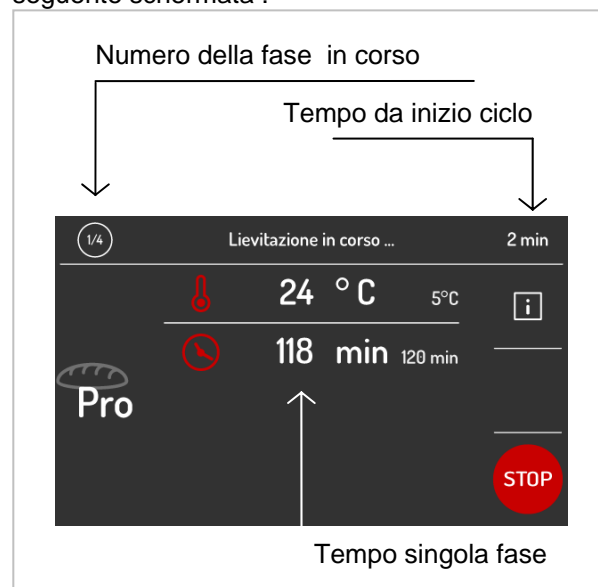 seguente schermata :
Numero della fase in corso
Tempo da inizio ciclo
1/4 Lievitazione in corso ... 2 min
24 °C 5°C
i
118 min 120 min
Pro
STOP
Tempo singola fase